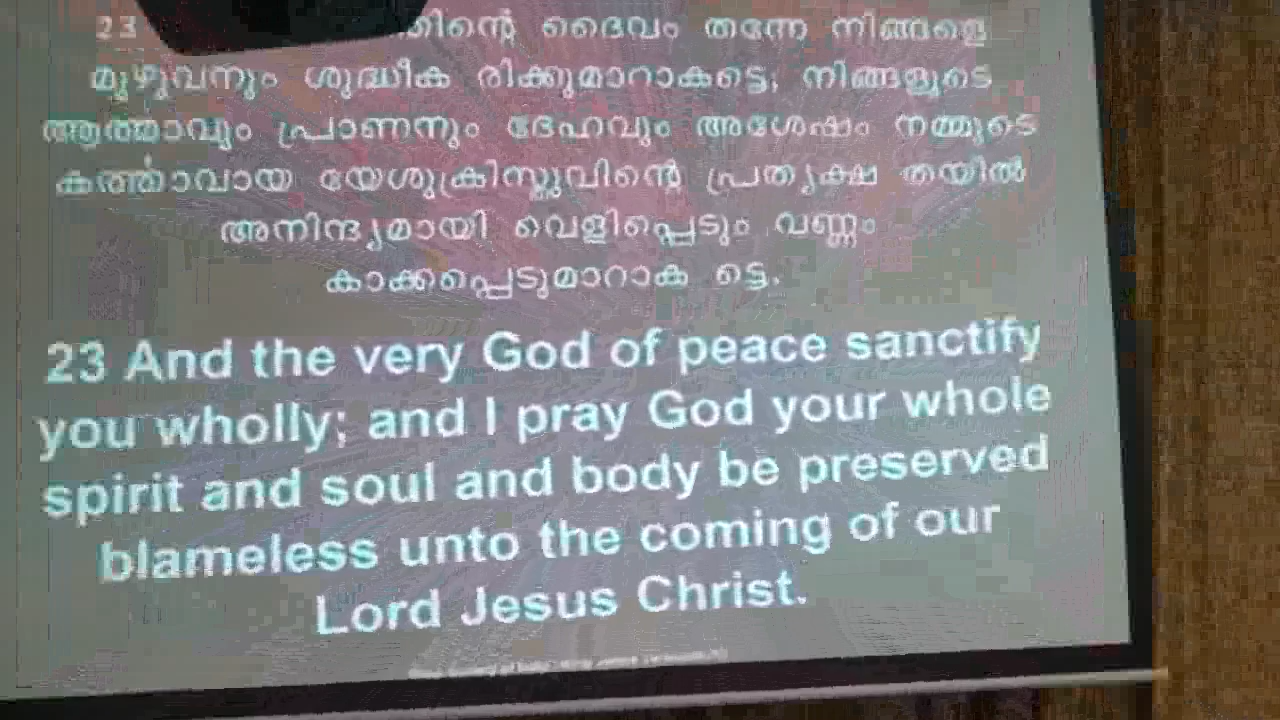 23 ദൈവം തന്നേ നിങ്ങളെ
മുഴുവനും ശുദ്ധീക രിക്കുമാറാകട്ടെ; നിങ്ങളുടെ
ആത്മാവും പ്രാണനും ദേഹവും അശേഷം നമ്മുടെ
കർത്താവായ യേശുക്രിസ്തുവിന്റെ പ്രത്യക്ഷ തയിൽ
അനിന്ദ്യമായി വെളിപ്പെടും വണ്ണം
കാക്കപ്പെടുമാറാക ട്ടെ.
23 And the very God of peace sanctify
you wholly; and I pray God your whole
spirit and soul and body be preserved
blameless unto the coming of our
Lord Jesus Christ.